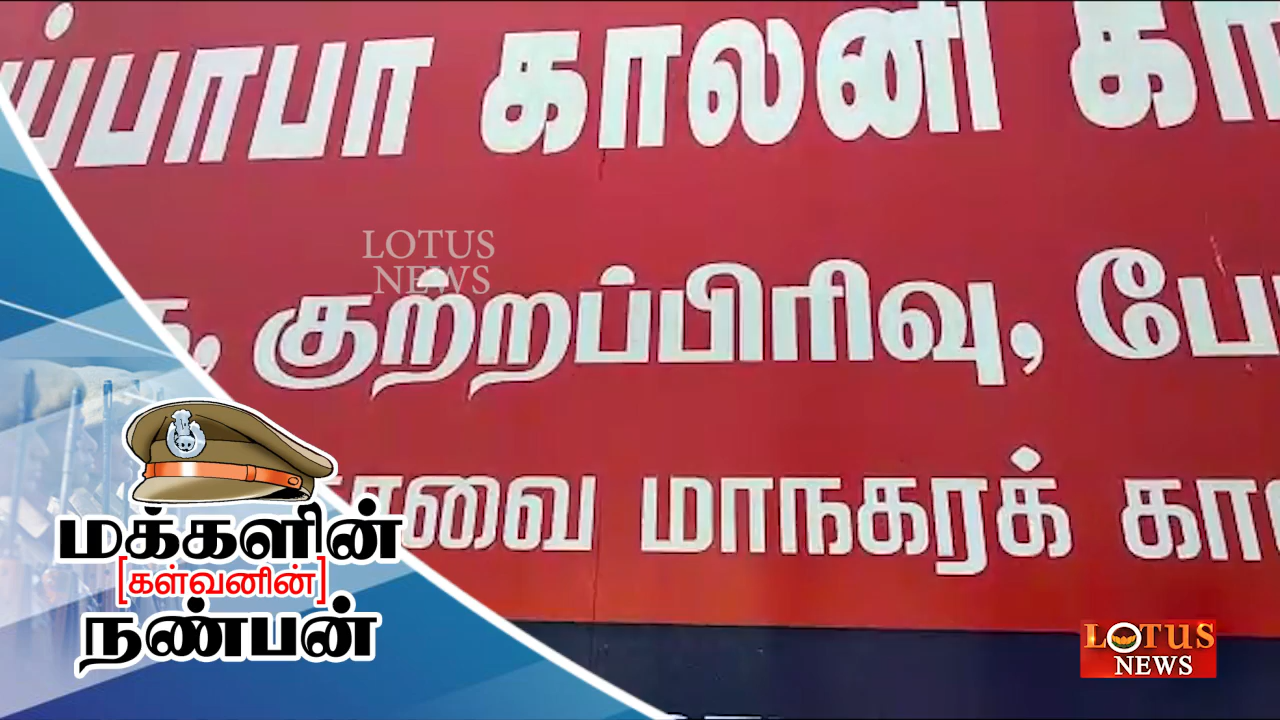 ய்பாபா காலனி கா
குற்றப்பிரிவு, பே
வை மாநகரக் கா
LOTUS
NEWS
மக்களின்
[கள்வனின்]
நண்பன்
LOTUS
NEWS